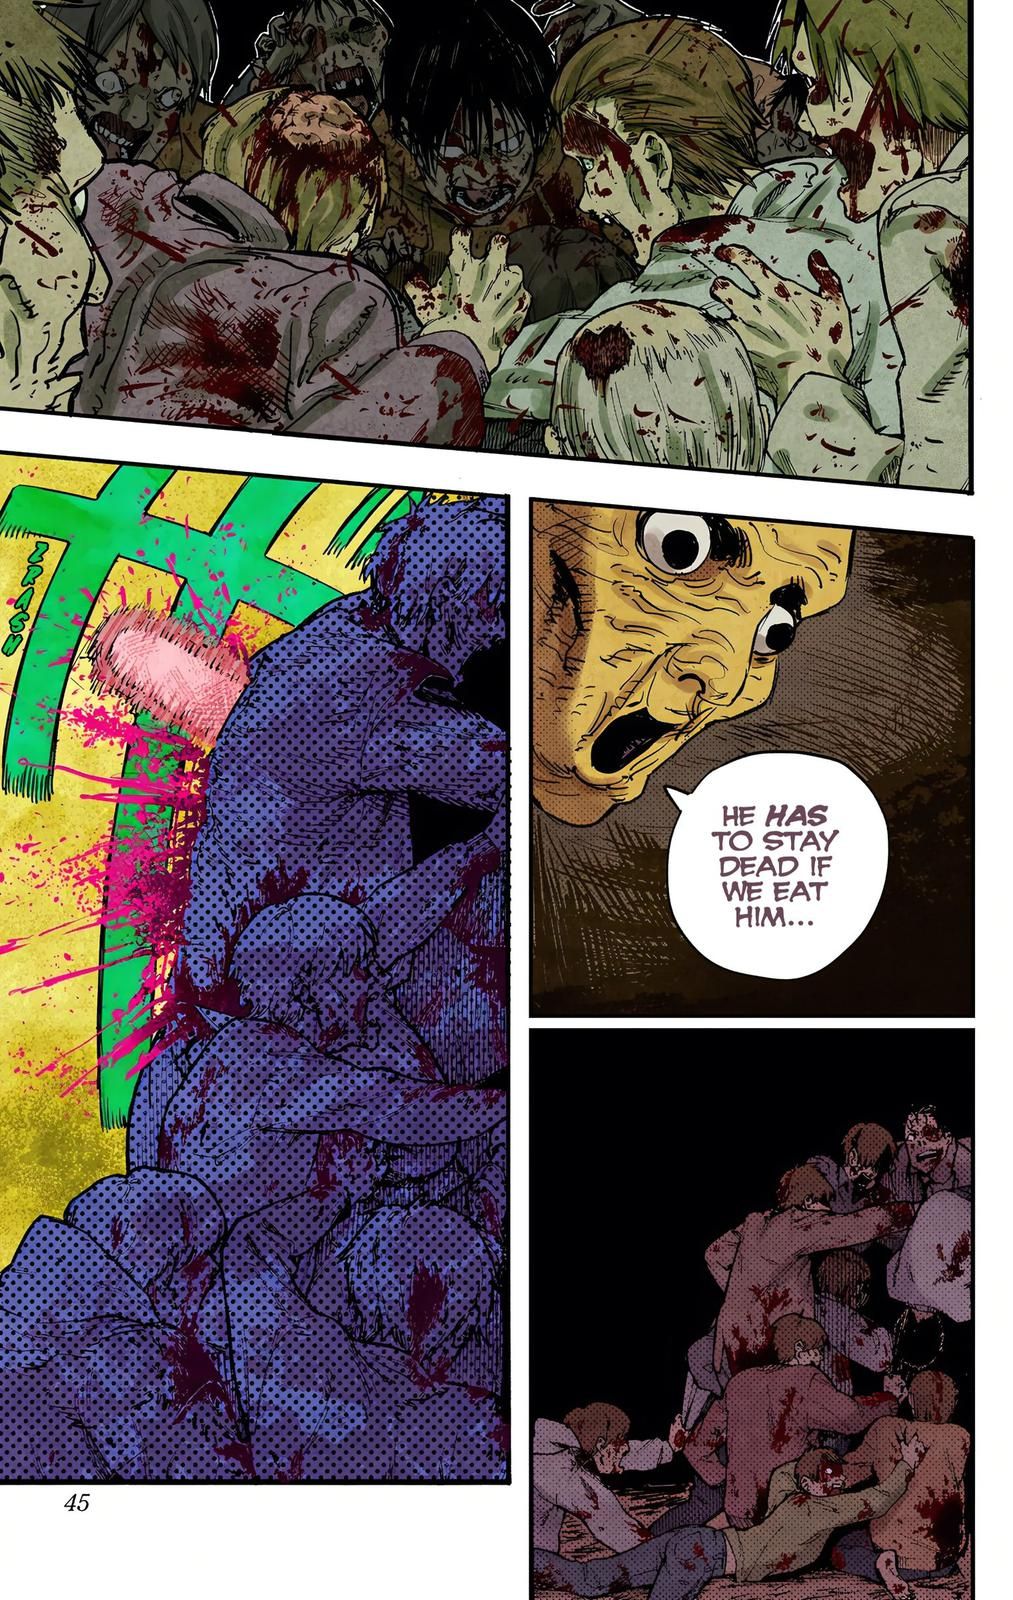 HE HAS
TO STAY
DEAD IF
WE EAT
HIM...
ZRASH
45